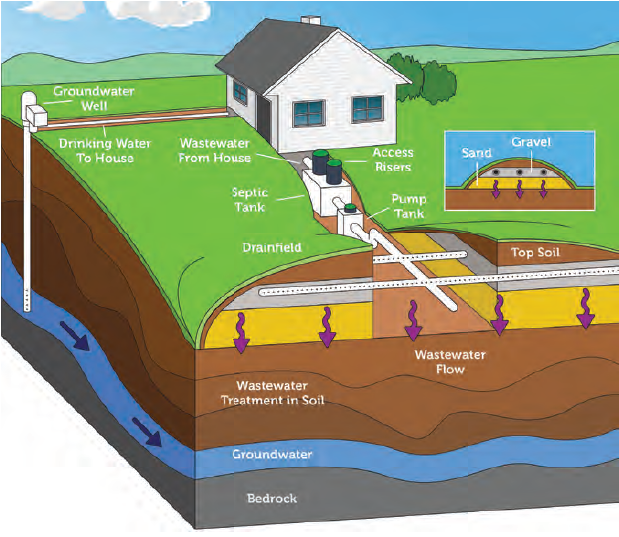 Groundwater
Well
Drinking Water
To House
Wastewater
From House
Access
Risers
Septic
Tank
Pump
Tank
Sand
Gravel
Drainfield
Top Soil
Wastewater
Flow
Wastewater
Treatment in Soil
Groundwater
Bedrock